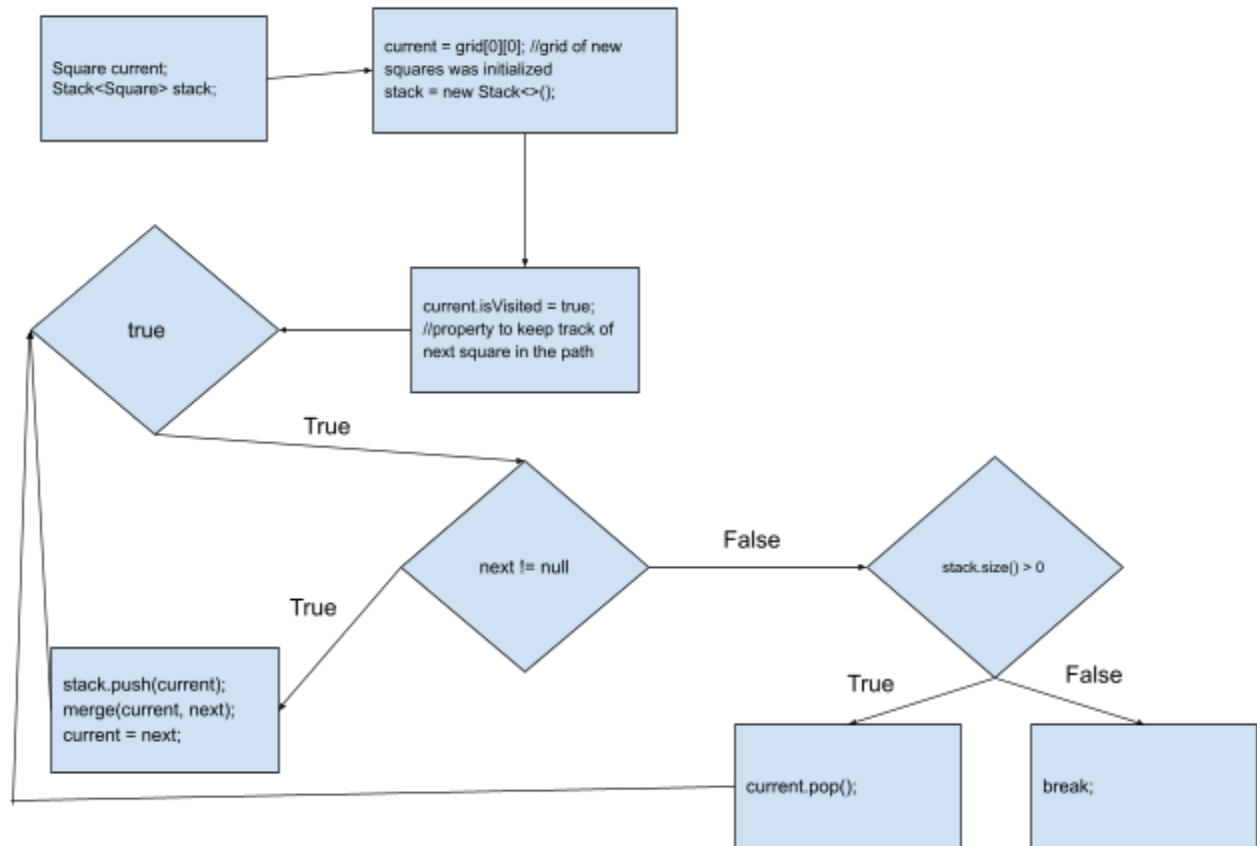 Square current;
Stack<Square> stack;
current = grid[0][0]; //grid of new
squares was initialized
stack = new Stack<>();
current.isVisited = true;
//property to keep track of
next square in the path
true
True
next != null
False
stack.size() > 0
True
stack.push(current);
merge(current, next);
current = next;
True
False
current.pop();
break;